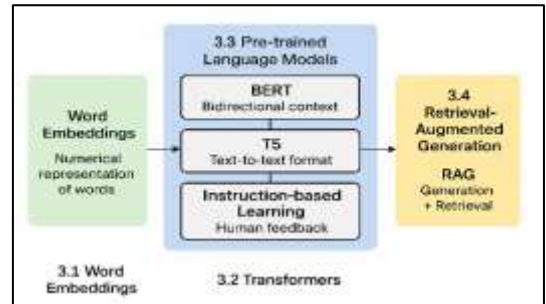 3.3 Pre-trained
Language Models
BERT
Bidirectional context
T5
Text-to-text format
Instruction-based
Learning
Human feedback
Word
Embeddings
Numerical
representation
of words
3.4
Retrieval-
Augmented
Generation
RAG
Generation
+ Retrieval
3.1 Word
Embeddings
3.2 Transformers